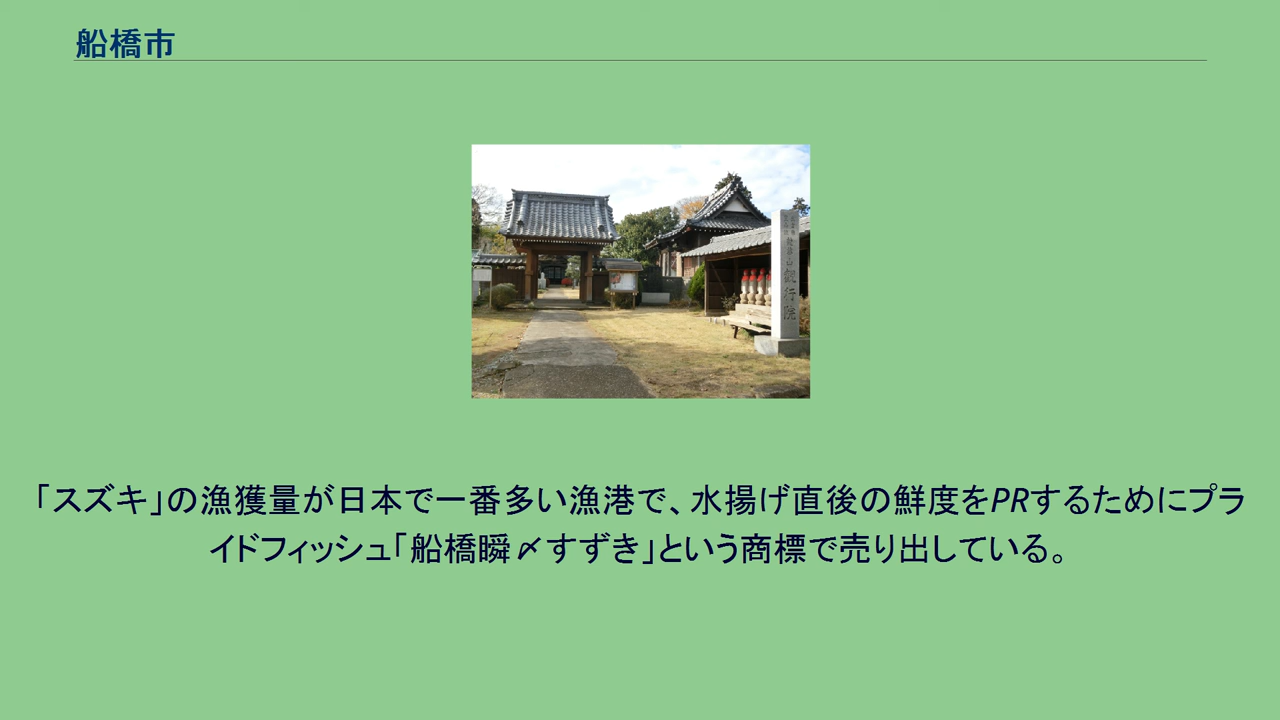 船橋市
観行院
「スズキ」の漁獲量が日本で一番多い漁港で、水揚げ直後の鮮度をPRするためにプラ
イドフィッシュ「船橋瞬〆すずき」という商標で売り出している。